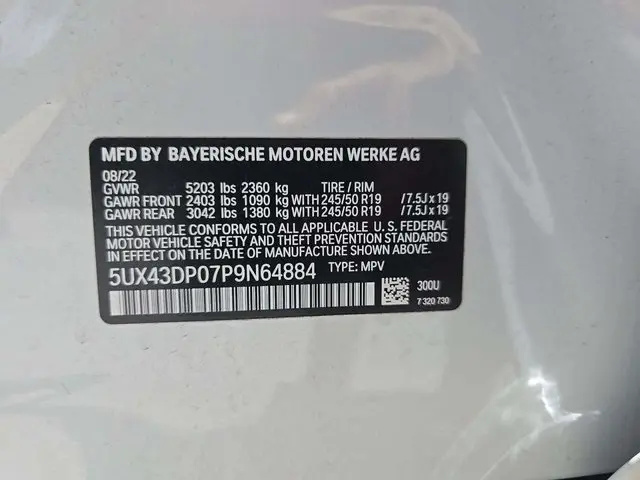 MFD BY BAYERISCHE MOTOREN WERKE AG
08/22
GVWR 5203 lbs 2360 kg TIRE / RIM
GAWR FRONT 2403 lbs 1090 kg WITH 245/50 R19 / 7.5J x 19
GAWR REAR 3042 lbs 1380 kg WITH 245/50 R19 / 7.5J x 19
THIS VEHICLE CONFORMS TO ALL APPLICABLE U. S. FEDERAL
MOTOR VEHICLE SAFETY AND THEFT PREVENTION STANDARDS
IN EFFECT ON THE DATE OF MANUFACTURE SHOWN ABOVE.
5UX43DP07P9N64884 TYPE: MPV
300U
7 320 730